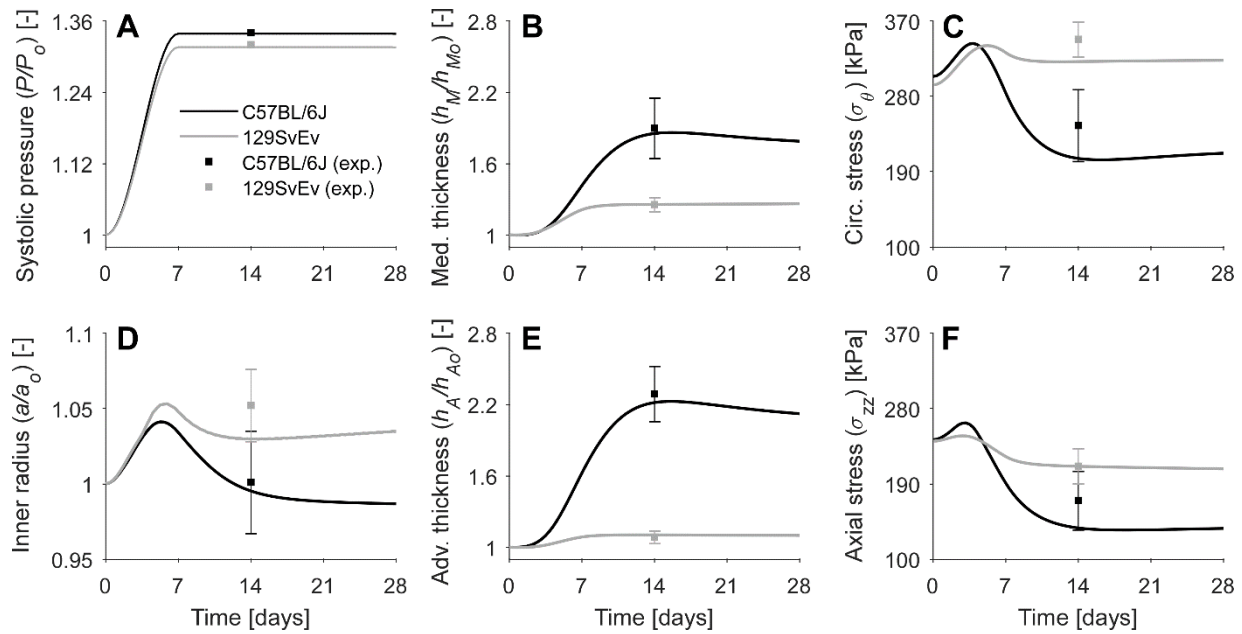 A
Systolic pressure (P/Po) [-]
1.36
1.24
1.12
1
0 7 14 21 28
C57BL/6J
129SvEv
C57BL/6J (exp.)
129SvEv (exp.)
B
Med. thickness (hM/hMo) [-]
2.8
2.2
1.6
1
0 7 14 21 28
C
Circ. stress (σθ) [kPa]
370
280
190
100
0 7 14 21 28
D
Inner radius (a/ao) [-]
1.1
1.05
1
0.95
0 7 14 21 28
Time [days]
E
Adv. thickness (hA/hAo) [-]
2.8
2.2
1.6
1
0 7 14 21 28
Time [days]
F
Axial stress (σzz) [kPa]
370
280
190
100
0 7 14 21 28
Time [days]